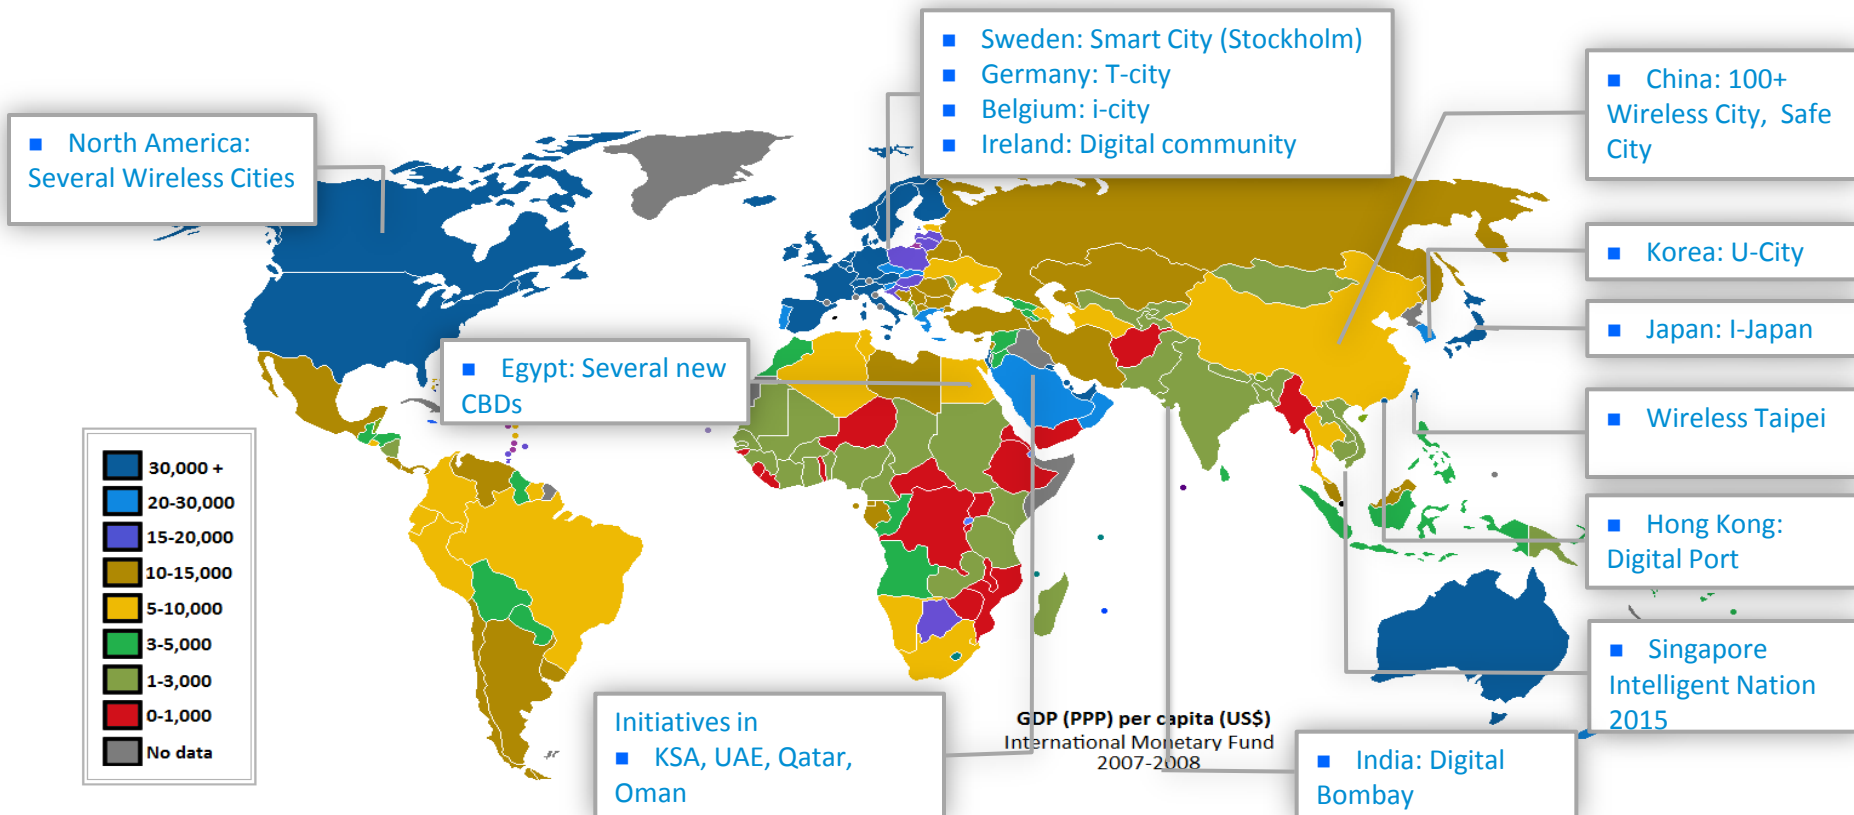 ■ Sweden: Smart City (Stockholm)
■ Germany: T-city
■ Belgium: i-city
■ Ireland: Digital community
■ China: 100+
Wireless City, Safe
City
■ North America:
Several Wireless Cities
■ Korea: U-City
■ Japan: I-Japan
■ Egypt: Several new
CBDs
■ Wireless Taipei
■ Hong Kong:
Digital Port
■ Singapore
Intelligent Nation
2015
30,000 +
20-30,000
15-20,000
10-15,000
5-10,000
3-5,000
1-3,000
0-1,000
No data
Initiatives in
■ KSA, UAE, Qatar,
Oman
GDP (PPP) per capita (US$)
International Monetary Fund
2007-2008
■ India: Digital
Bombay